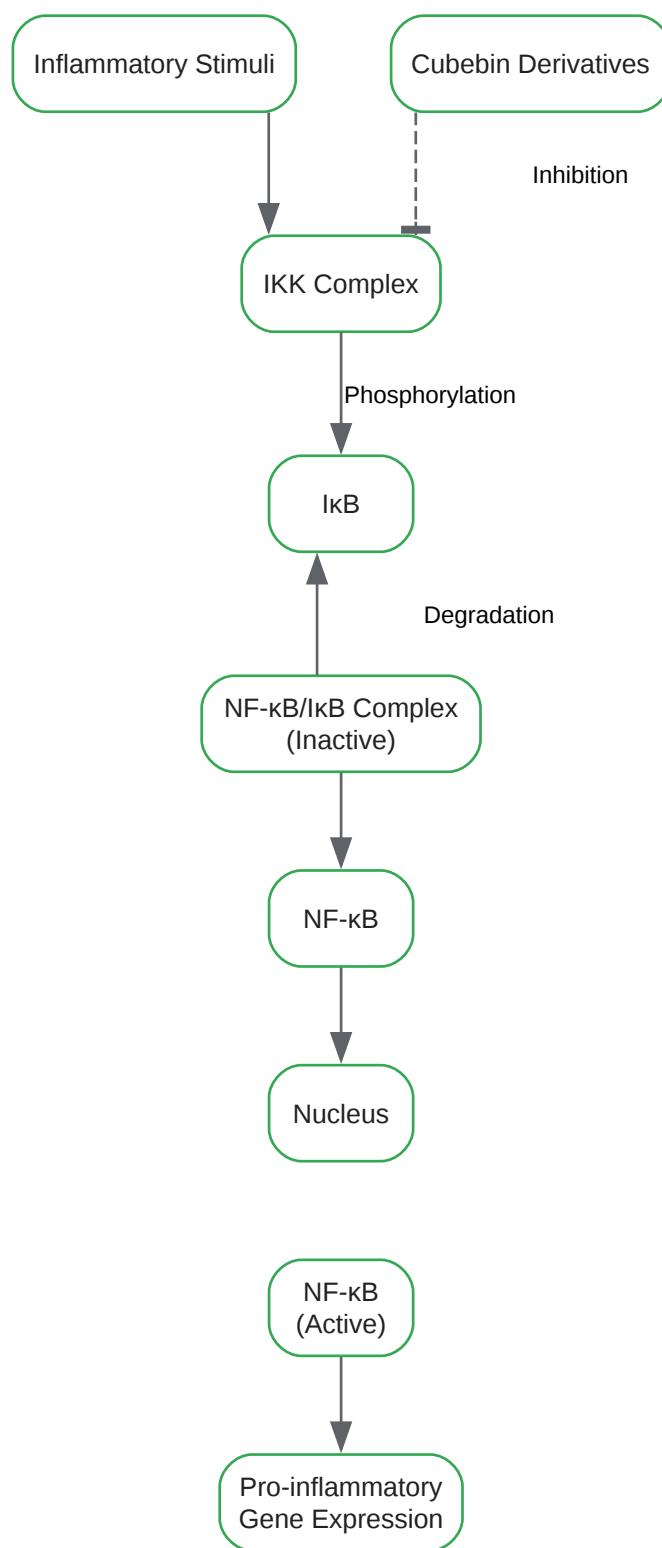 Inflammatory Stimuli
Cubebin Derivatives
Inhibition
IKK Complex
Phosphorylation
IκB
Degradation
NF-κB/IκB Complex
(Inactive)
NF-κB
Nucleus
NF-κB
(Active)
Pro-inflammatory
Gene Expression